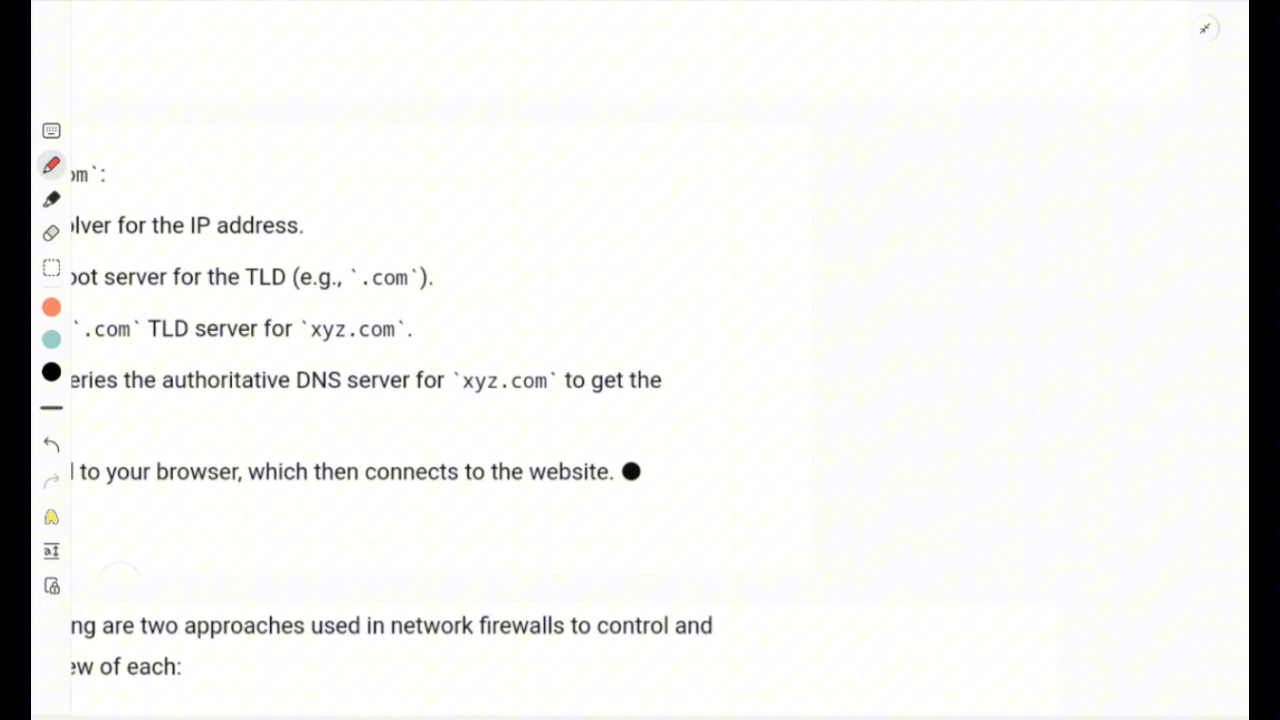 om`:
olver for the IP address.
oot server for the TLD (e.g., `.com`).
`.com` TLD server for `xyz.com`.
eries the authoritative DNS server for `xyz.com` to get the
to your browser, which then connects to the website.
ng are two approaches used in network firewalls to control and
ew of each: